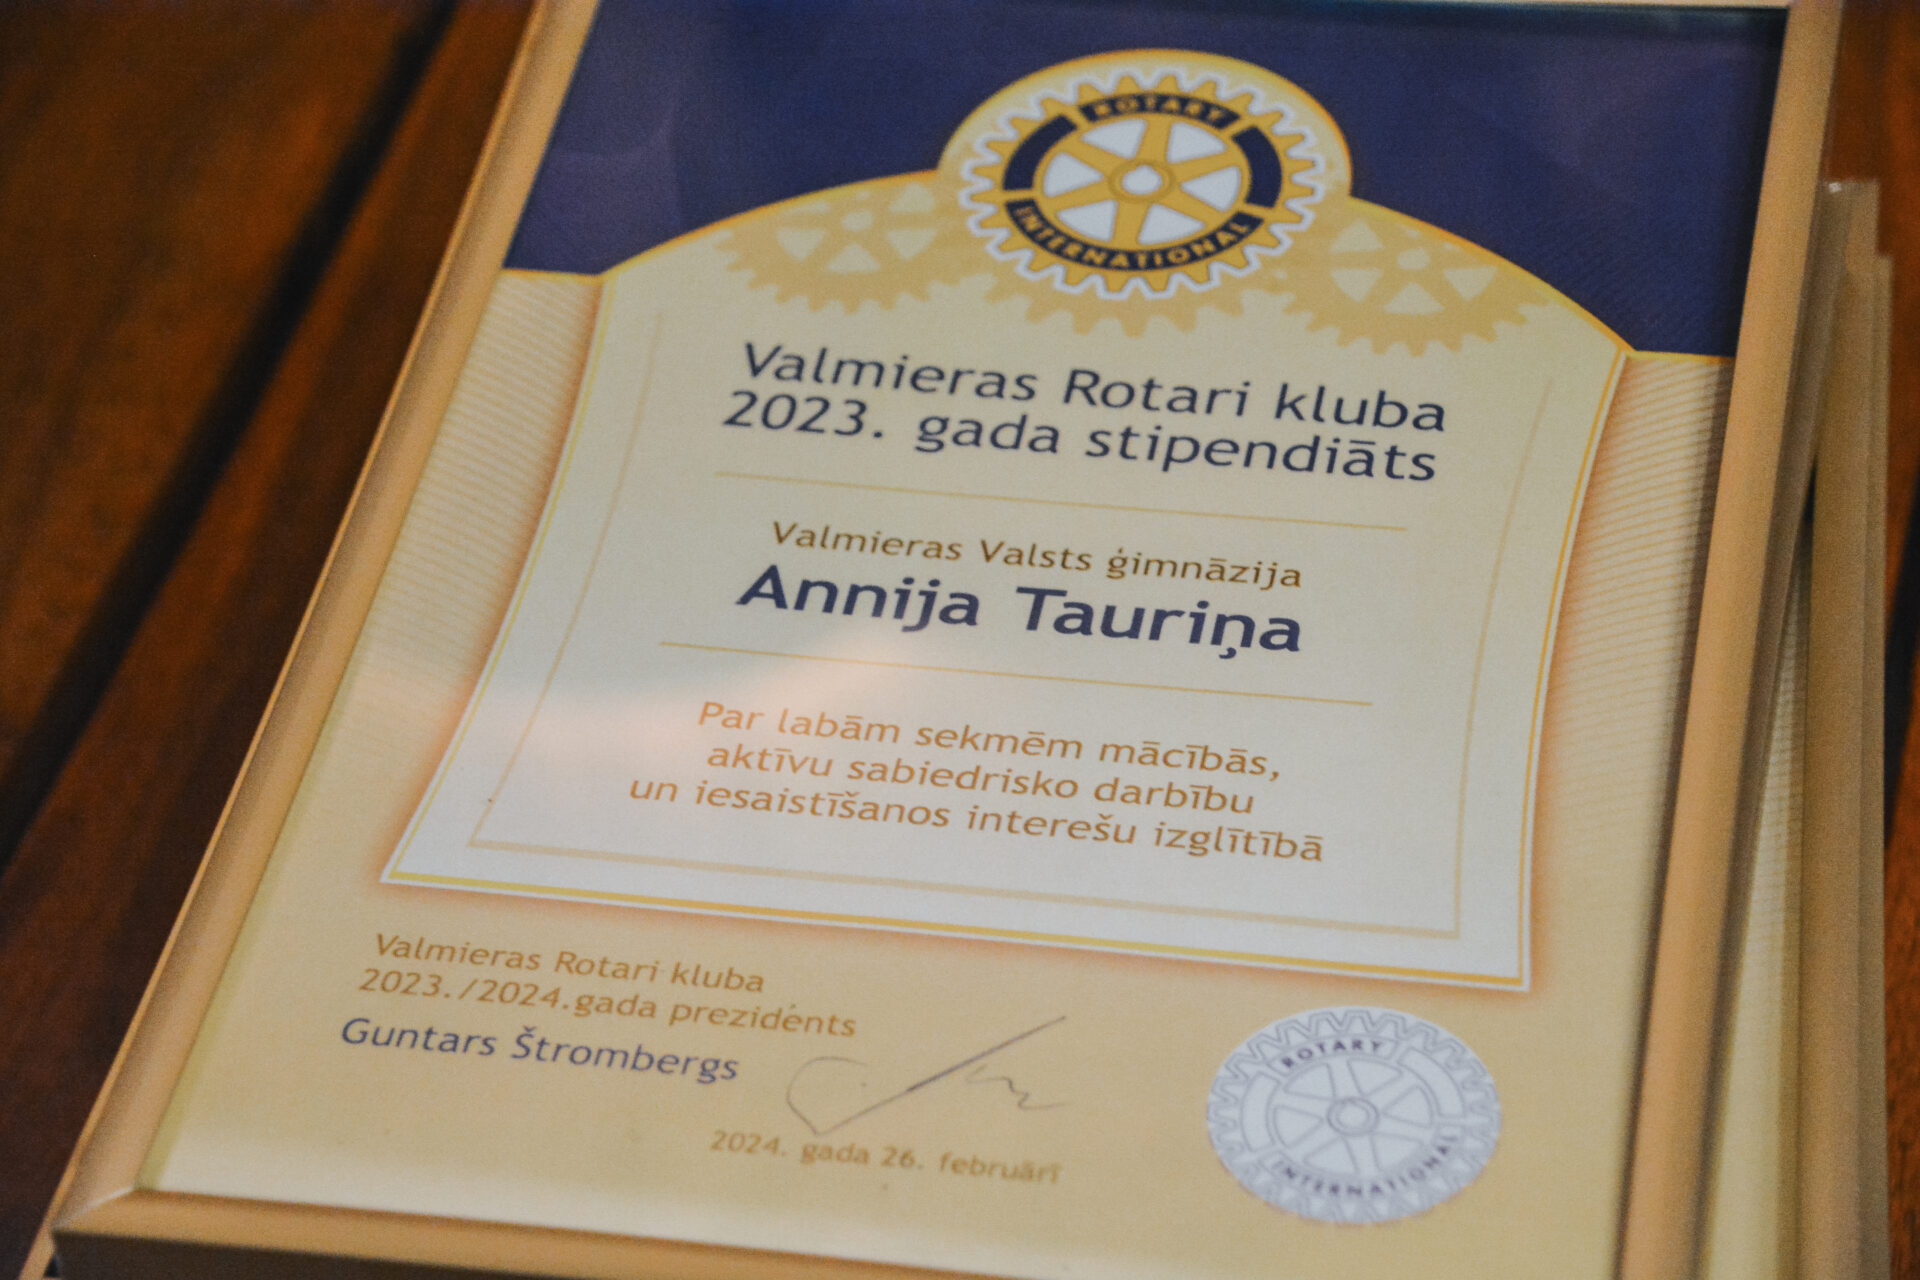 ROTARY
INTERNATIONAL
Valmieras Rotari kluba
2023. gada stipendiāts
Valmieras Valsts ģimnāzija
Annija Tauriņa
Par labām sekmēm mācībās,
aktīvu sabiedrisko darbību
un iesaistīšanos interešu izglītībā
Valmieras Rotari kluba
2023./2024.gada prezidents
Guntars Štrombergs
2024. gada 26. februārī
ROTARY
INTERNATIONAL